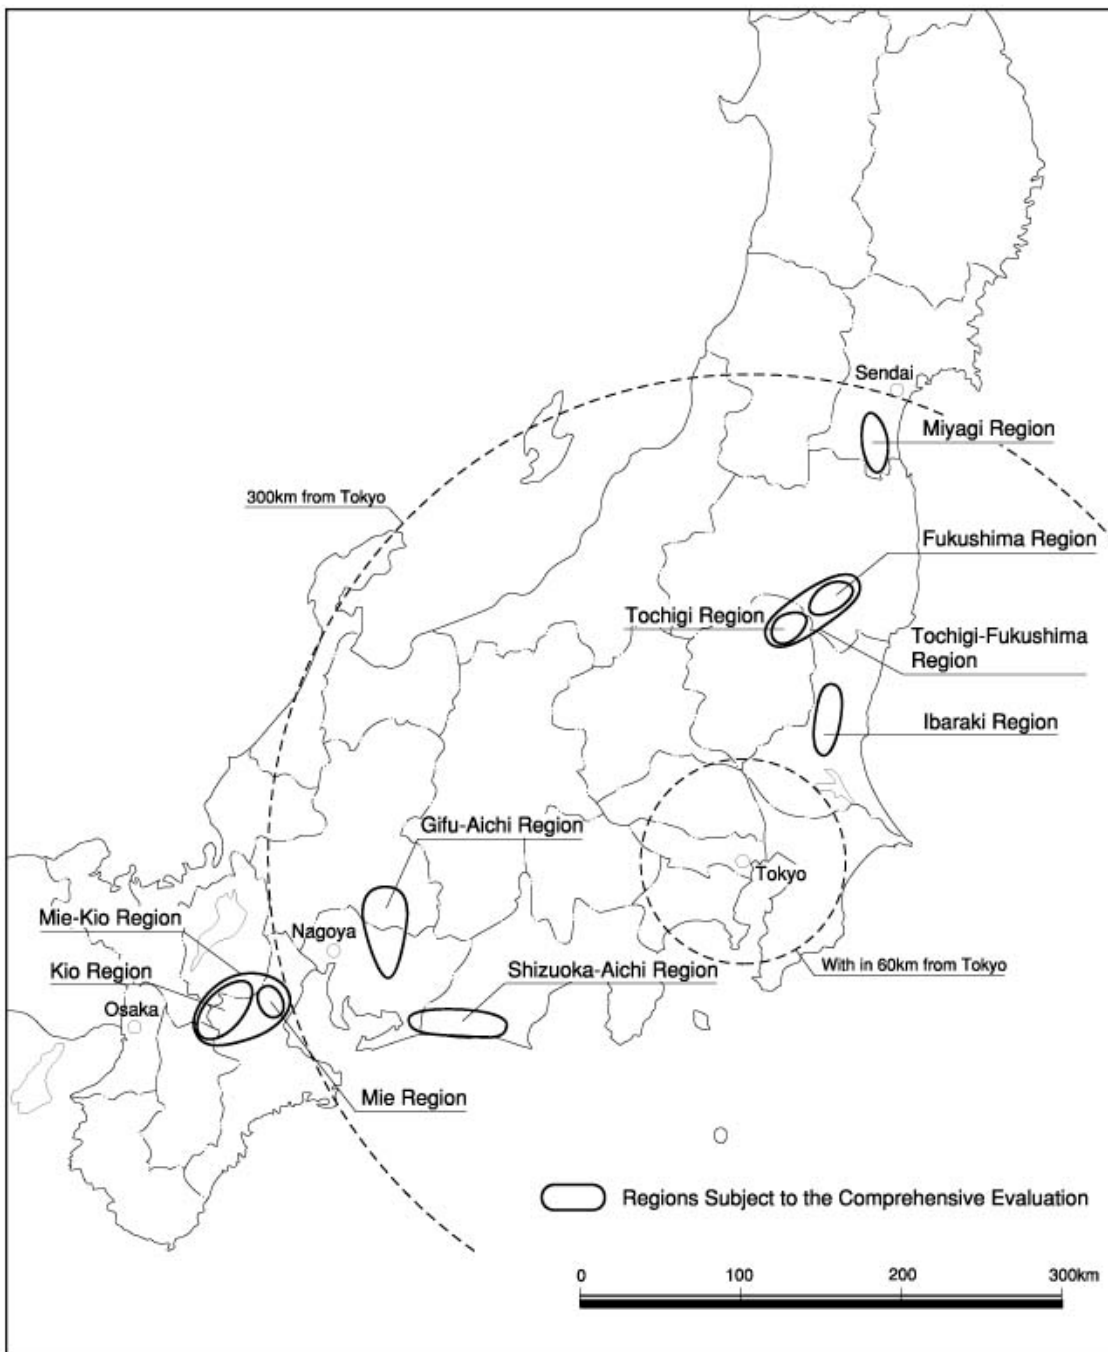 Sendai
Miyagi Region
300km from Tokyo
Fukushima Region
Tochigi Region
Tochigi-Fukushima
Region
Ibaraki Region
Gifu-Aichi Region
Tokyo
Mie-Kio Region
Nagoya
Kio Region
Shizuoka-Aichi Region
With in 60km from Tokyo
Osaka
Mie Region
Regions Subject to the Comprehensive Evaluation
0 100 200 300km